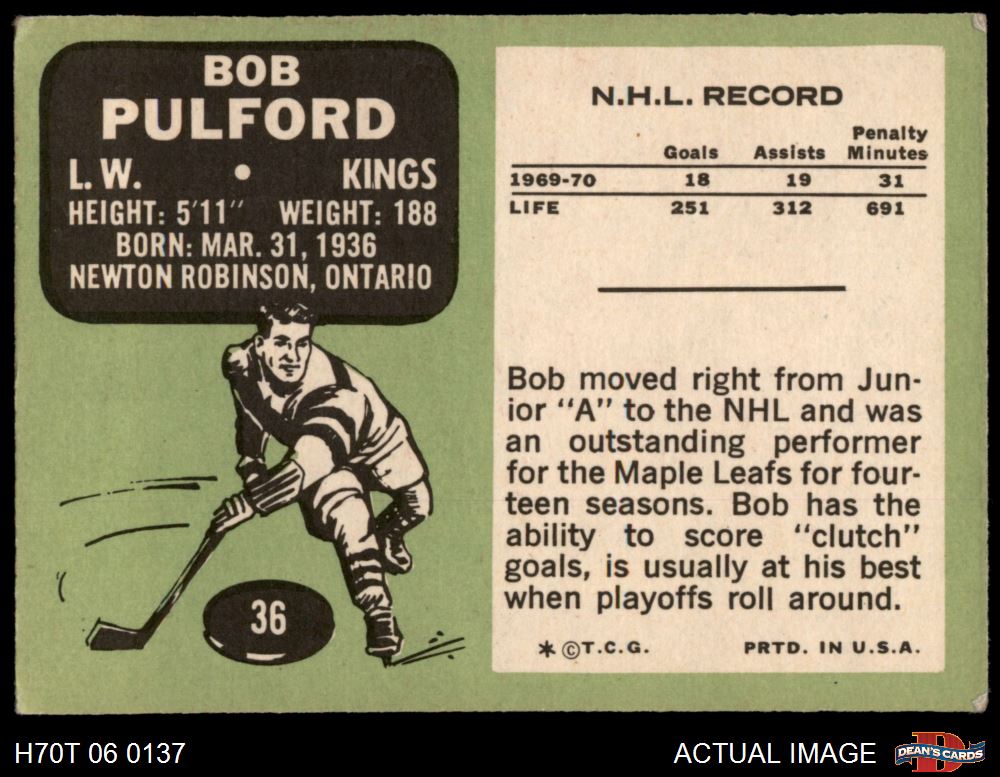 BOB
PULFORD
L. W. • KINGS
HEIGHT: 5'11" WEIGHT: 188
BORN: MAR. 31, 1936
NEWTON ROBINSON, ONTARIO
36
N.H.L. RECORD
Goals Assists Penalty Minutes
1969-70 18 19 31
LIFE 251 312 691
Bob moved right from Jun-
ior "A" to the NHL and was
an outstanding performer
for the Maple Leafs for four-
teen seasons. Bob has the
ability to score "clutch"
goals, is usually at his best
when playoffs roll around.
* ©T.C.G. PRTD. IN U.S.A.
H70T 06 0137 ACTUAL IMAGE D DEAN'S CARDS